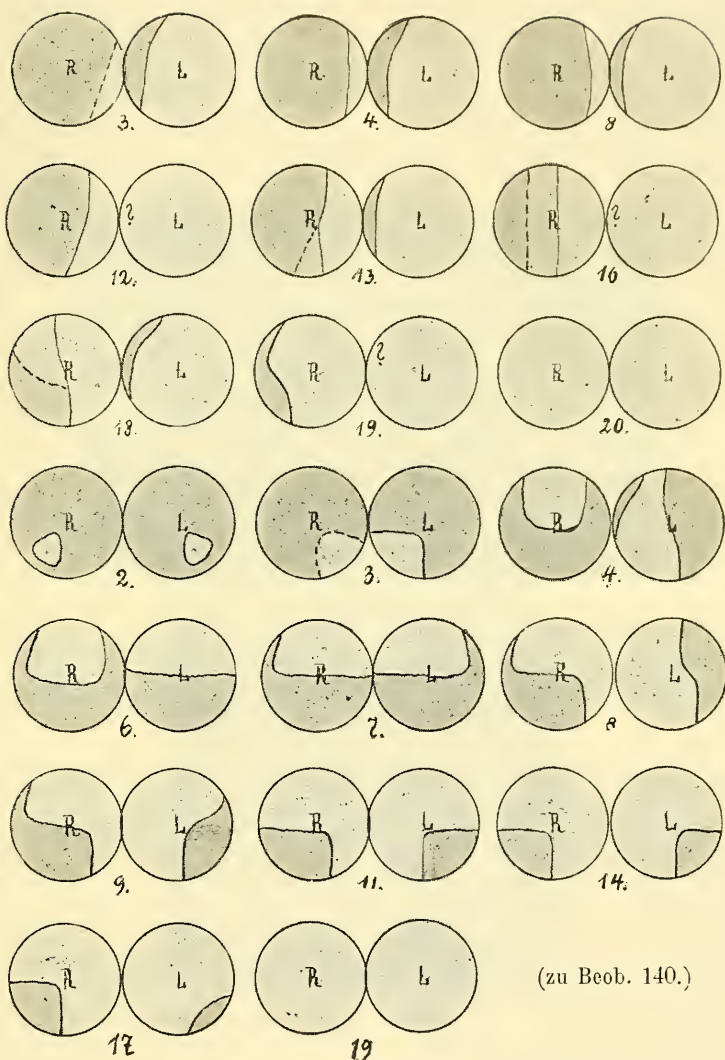 R L R L R L
3. 4. 8
R ? L R L R ? L
12. 13. 16
R L R ? L R L
18. 19. 20.
R L R L R L
2. 3. 4.
R L R L R L
6. 7. 8
R L R L R L
9. 11. 14.
R L R L (zu Beob. 140.)
17 19